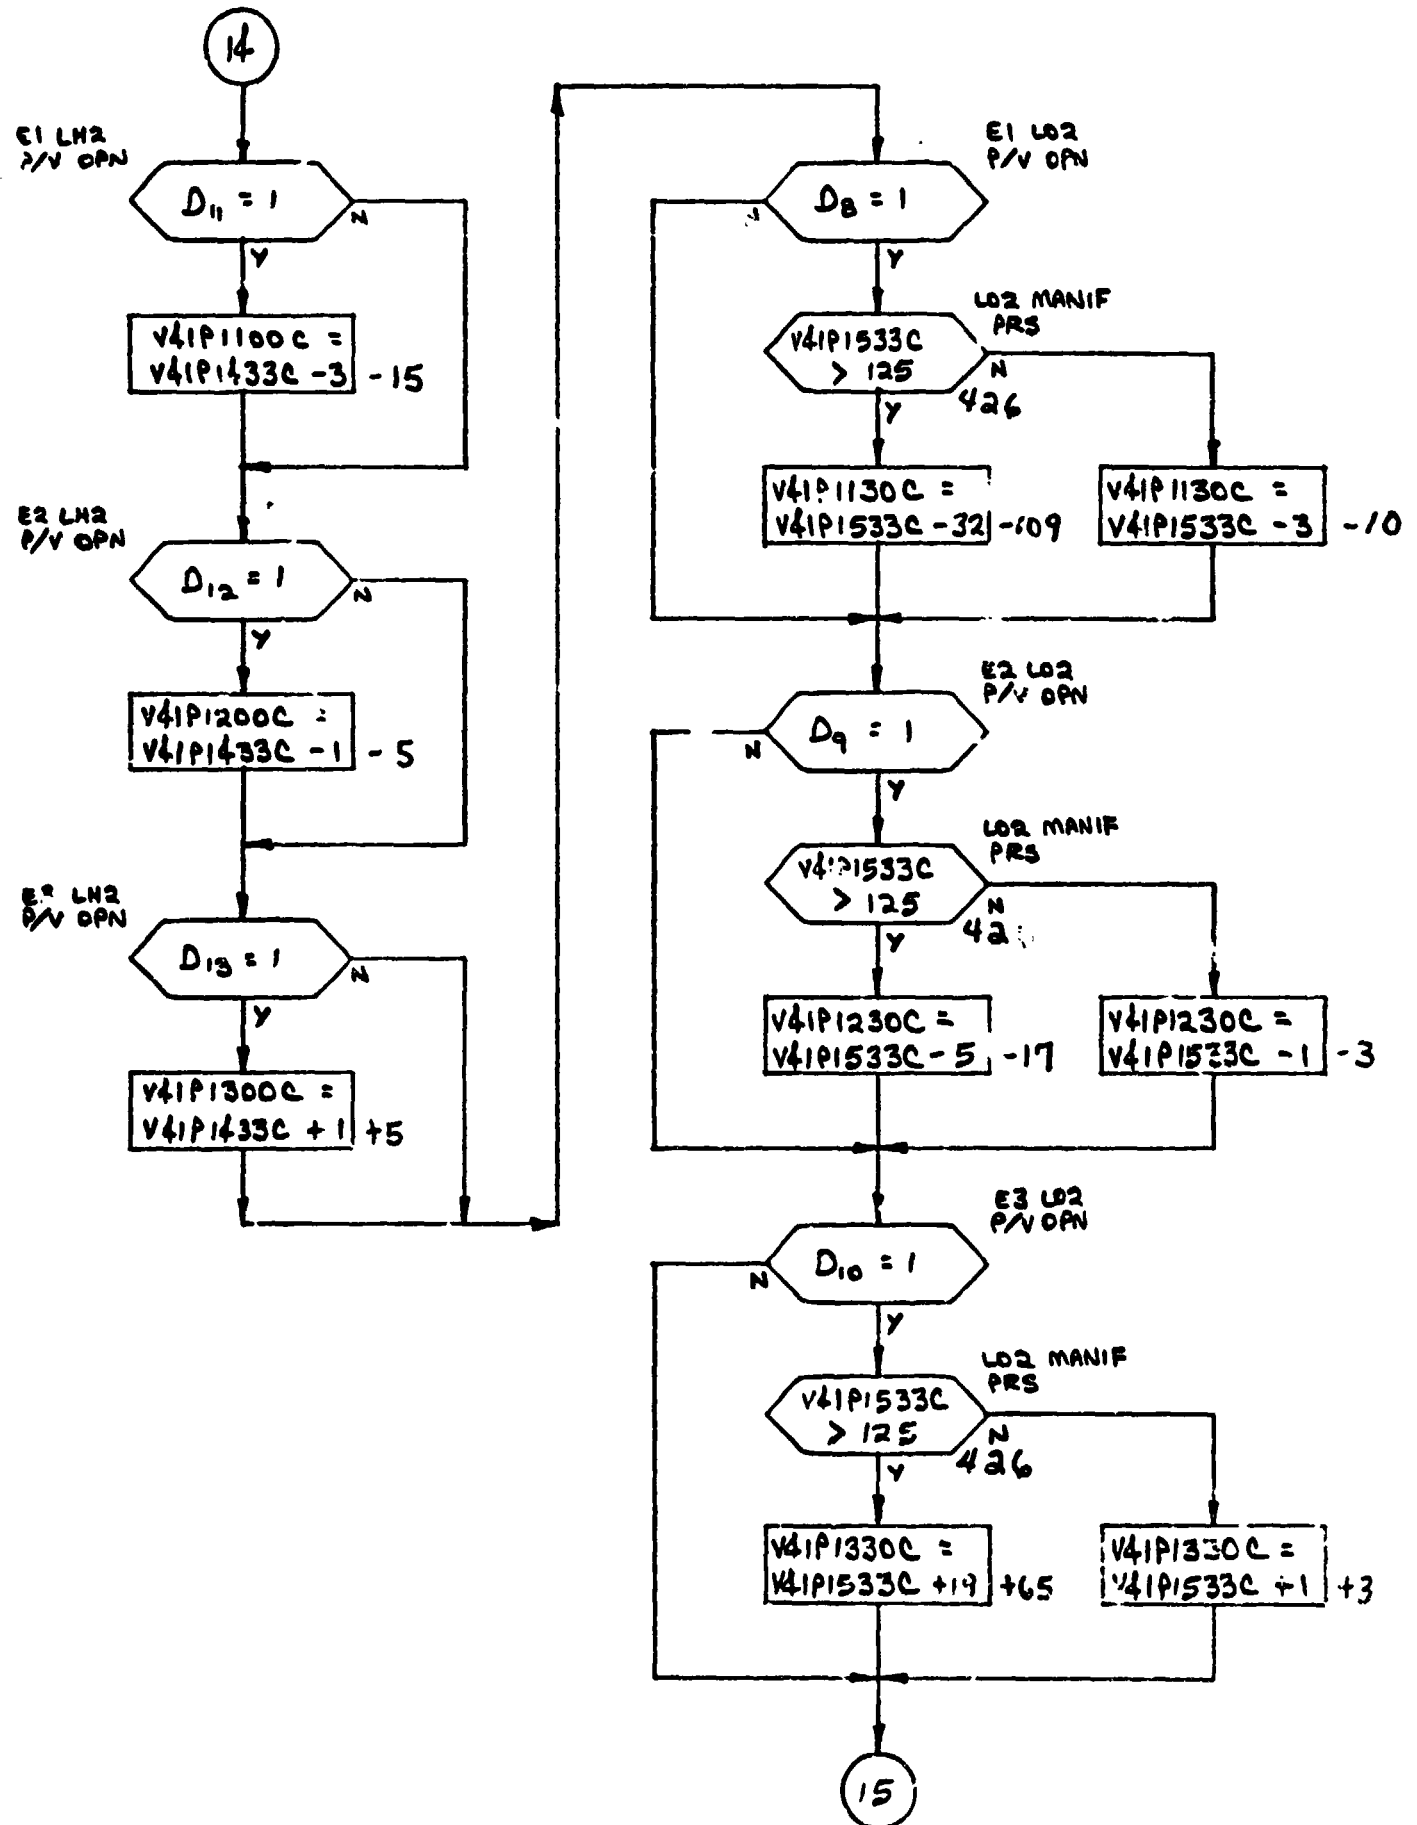 14
E1 LH2
P/V OPN
D11 = 1
N
Y
V41P1100C =
V41P1433C -3 -15
E2 LH2
P/V OPN
D12 = 1
N
Y
V41P1200C =
V41P1433C -1 -5
LH2
P/V OPN
D13 = 1
N
Y
V41P1300C =
V41P1433C +1 +5
E1 LO2
P/V OPN
D8 = 1
Y
LO2 MANIF
PRS
V41P1533C
> 125
N
426
Y
V41P1130C =
V41P1533C -32 -109
V41P1130C =
V41P1533C -3 -10
E2 LO2
P/V OPN
D9 = 1
N
Y
LO2 MANIF
PRS
V41P1533C
> 125
N
Y
V41P1230C =
V41P1533C -5 -17
V41P1230C =
V41P1533C -1 -3
E3 LO2
P/V OPN
D10 = 1
N
Y
LO2 MANIF
PRS
V41P1533C
> 125
N
426
Y
V41P1330C =
V41P1533C +19 +65
V41P1330C =
V41P1533C +1 +3
15